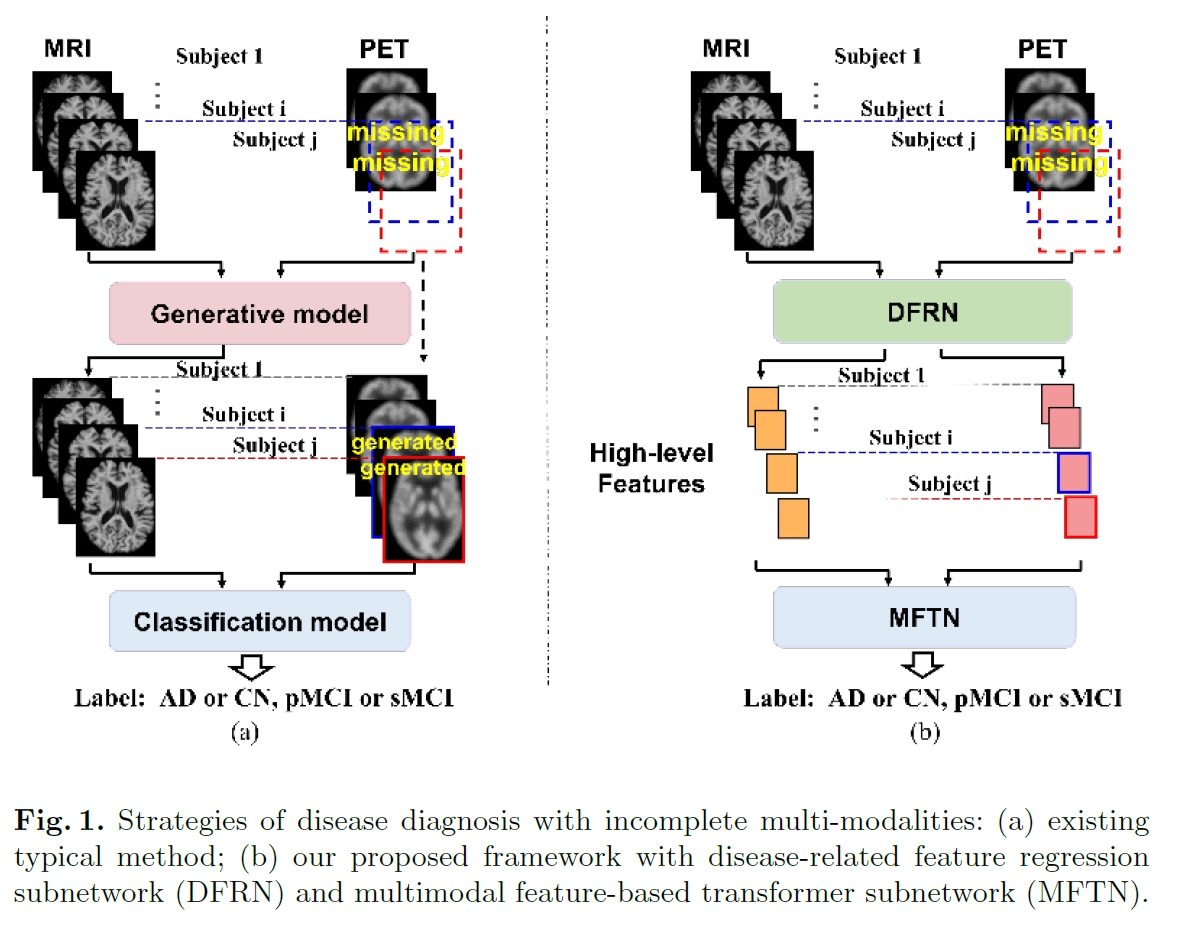 MRI
Subject 1
PET
Subject i
Subject j
missing
missing
Generative model
Subject 1
Subject i
Subject j
generated
generated
Classification model
Label: AD or CN, pMCI or sMCI
(a)
MRI
Subject 1
PET
Subject i
Subject j
missing
missing
DFRN
Subject 1
Subject i
High-level
Features
Subject j
MFTN
Label: AD or CN, pMCI or sMCI
(b)
Fig. 1. Strategies of disease diagnosis with incomplete multi-modalities: (a) existing
typical method; (b) our proposed framework with disease-related feature regression
subnetwork (DFRN) and multimodal feature-based transformer subnetwork (MFTN).